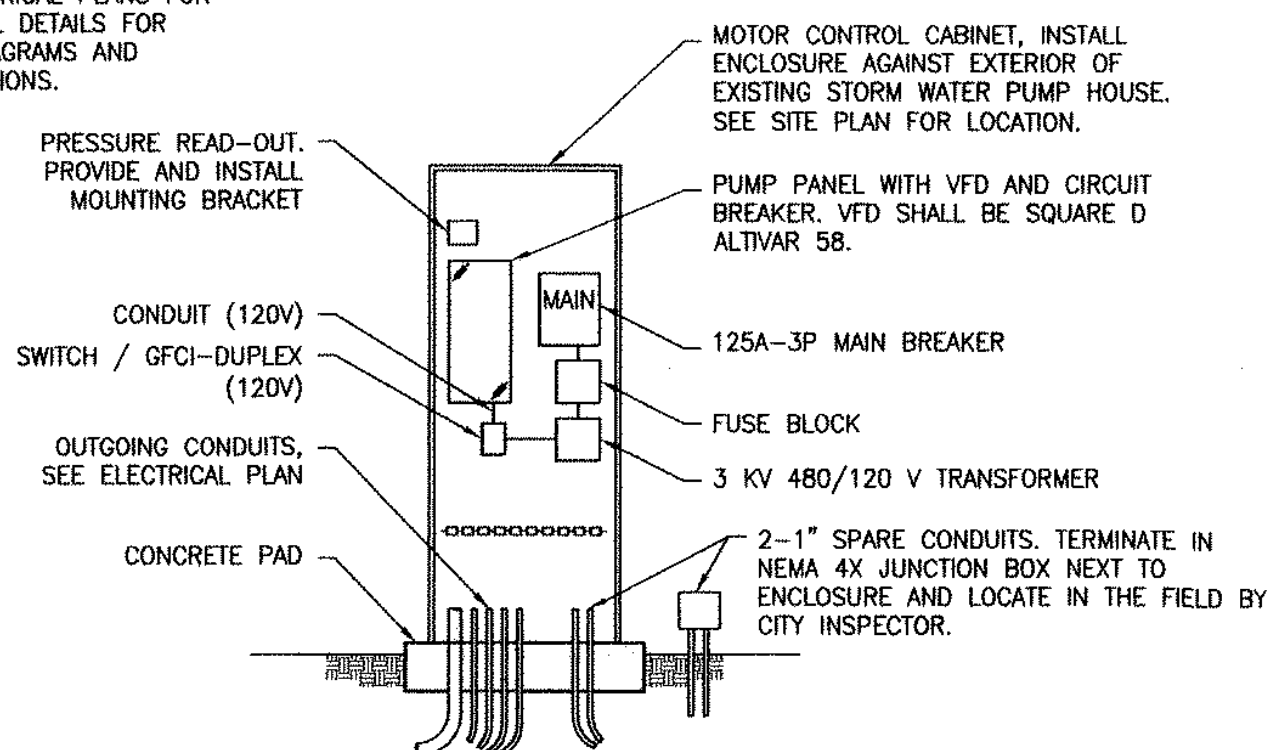 L DETAILS FOR
AGRAMS AND
IONS.
MOTOR CONTROL CABINET, INSTALL
ENCLOSURE AGAINST EXTERIOR OF
EXISTING STORM WATER PUMP HOUSE.
SEE SITE PLAN FOR LOCATION.
PRESSURE READ-OUT.
PROVIDE AND INSTALL
MOUNTING BRACKET
PUMP PANEL WITH VFD AND CIRCUIT
BREAKER. VFD SHALL BE SQUARE D
ALTIVAR 58.
MAIN
CONDUIT (120V)
SWITCH / GFCI-DUPLEX
(120V)
125A-3P MAIN BREAKER
FUSE BLOCK
OUTGOING CONDUITS,
SEE ELECTRICAL PLAN
3 KV 480/120 V TRANSFORMER
CONCRETE PAD
2-1" SPARE CONDUITS. TERMINATE IN
NEMA 4X JUNCTION BOX NEXT TO
ENCLOSURE AND LOCATE IN THE FIELD BY
CITY INSPECTOR.